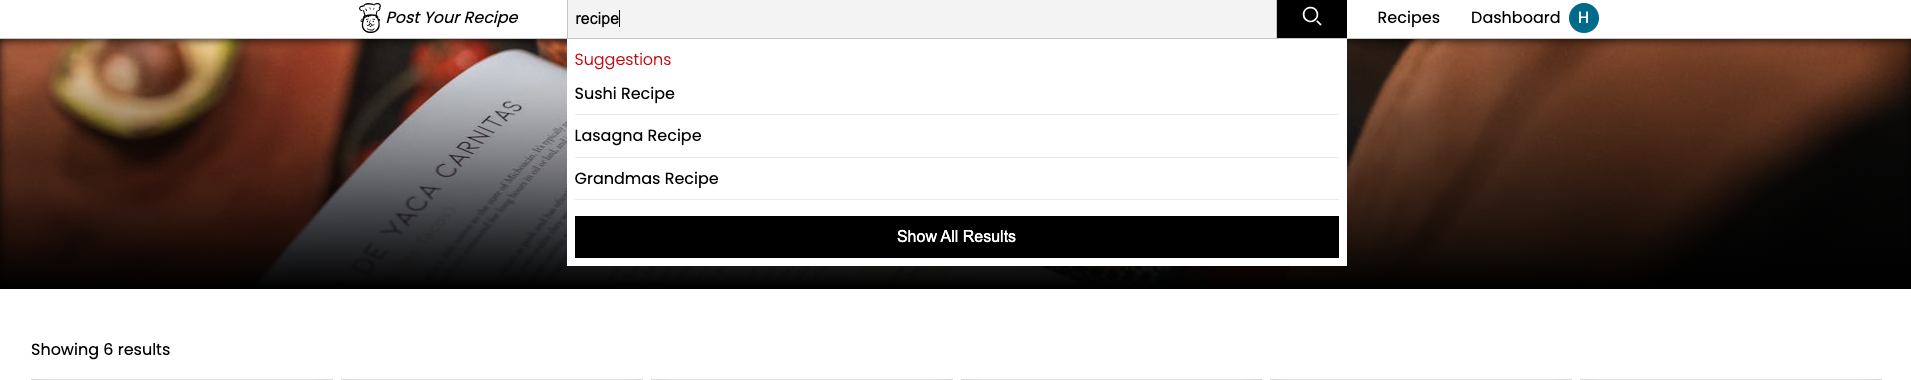 Post Your Recipe
recipe
Recipes
Dashboard
H
Suggestions
Sushi Recipe
Lasagna Recipe
Grandmas Recipe
Show All Results
DE YACA CARNITAS
Showing 6 results